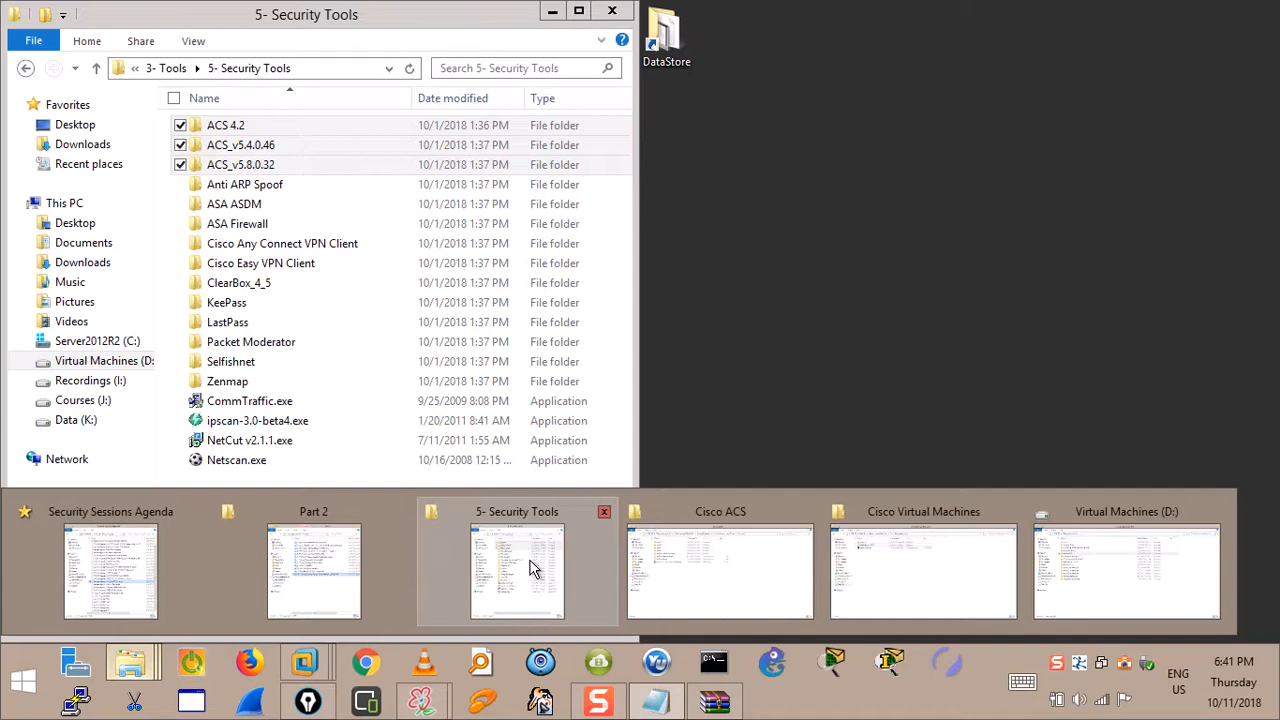 5- Security Tools
DataStore
File Home Share View
« 3- Tools 5- Security Tools Search 5- Security Tools
Name Date modified Type
Favorites
Desktop
Downloads
Recent places
This PC
Desktop
Documents
Downloads
Music
Pictures
Videos
Server2012R2 (C:)
Virtual Machines (D:
Recordings (I:)
Courses (J:)
Data (K:)
Network
ACS 4.2 10/1/2018 1:36 PM File folder
ACS_v5.4.0.46 10/1/2018 1:37 PM File folder
ACS_v5.8.0.32 10/1/2018 1:37 PM File folder
Anti ARP Spoof 10/1/2018 1:37 PM File folder
ASA ASDM 10/1/2018 1:37 PM File folder
ASA Firewall 10/1/2018 1:37 PM File folder
Cisco Any Connect VPN Client 10/1/2018 1:37 PM File folder
Cisco Easy VPN Client 10/1/2018 1:37 PM File folder
ClearBox_4_5 10/1/2018 1:37 PM File folder
KeePass 10/1/2018 1:37 PM File folder
LastPass 10/1/2018 1:37 PM File folder
Packet Moderator 10/1/2018 1:37 PM File folder
Selfishnet 10/1/2018 1:37 PM File folder
Zenmap 10/1/2018 1:37 PM File folder
CommTraffic.exe 9/25/2009 8:08 PM Application
ipscan-3.0-beta4.exe 1/20/2011 8:41 AM Application
NetCut v2.1.1.exe 7/11/2011 1:55 AM Application
Netscan.exe 10/16/2008 12:15 ... Application
Security Sessions Agenda Part 2 5- Security Tools Cisco ACS Cisco Virtual Machines Virtual Machines (D:)
ENG 6:41 PM
US Thursday
10/11/2018